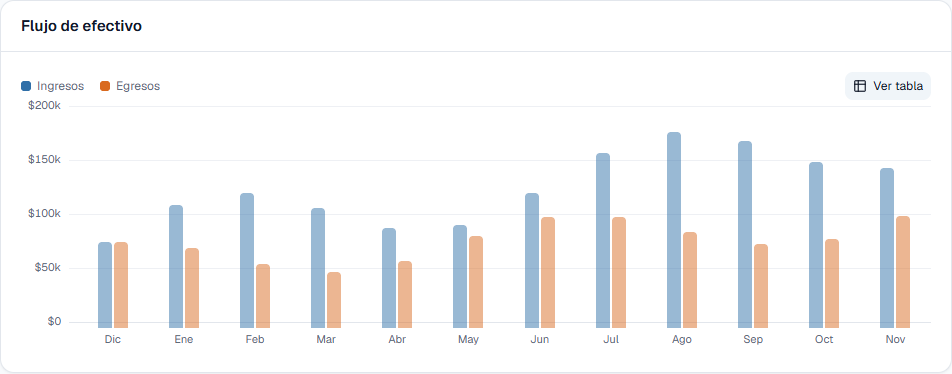 Flujo de efectivo
Ingresos Egresos Ver tabla
$200k
$150k
$100k
$50k
$0
Dic Ene Feb Mar Abr May Jun Jul Ago Sep Oct Nov